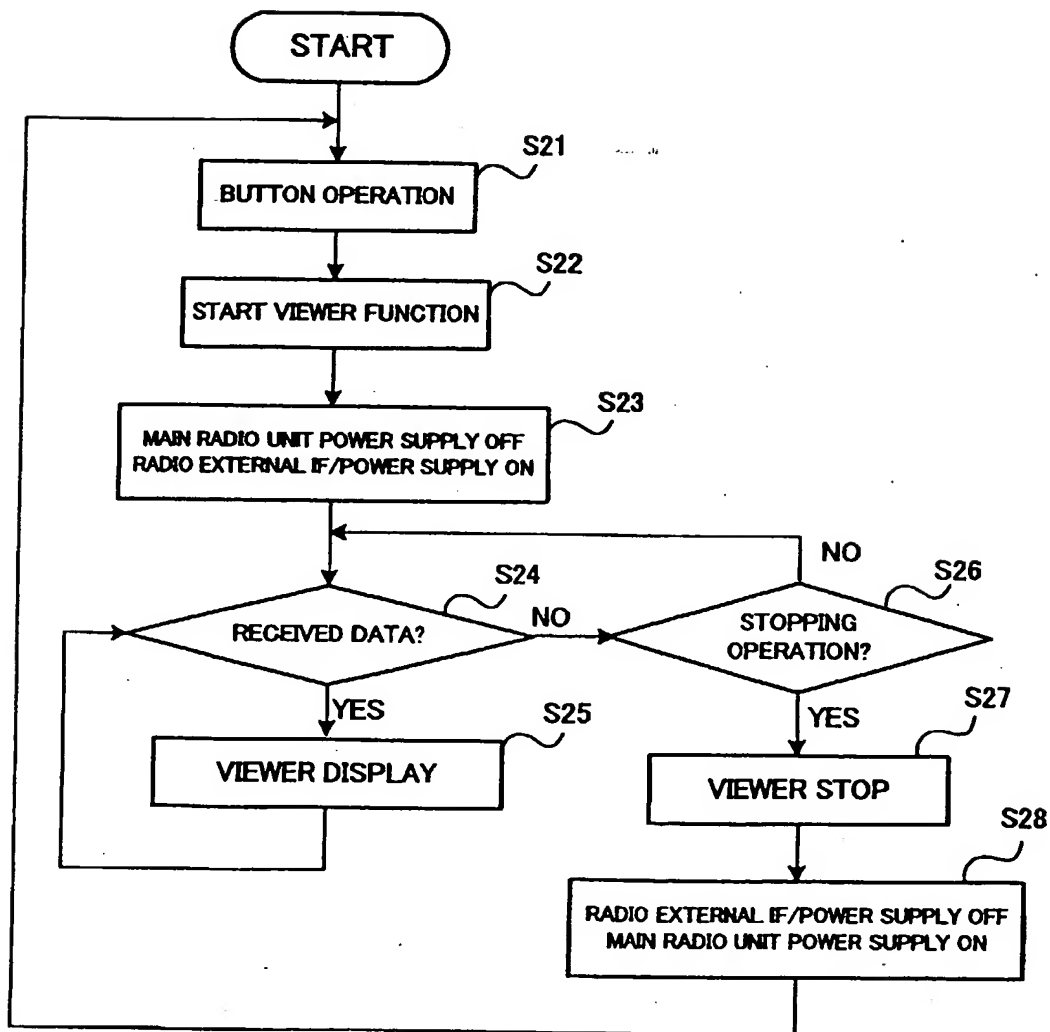 START
S21
BUTTON OPERATION
S22
START VIEWER FUNCTION
S23
MAIN RADIO UNIT POWER SUPPLY OFF
RADIO EXTERNAL IF/POWER SUPPLY ON
NO
S24
S26
RECEIVED DATA?
NO
STOPPING
OPERATION?
YES
S25
YES
S27
VIEWER DISPLAY
VIEWER STOP
S28
RADIO EXTERNAL IF/POWER SUPPLY OFF
MAIN RADIO UNIT POWER SUPPLY ON